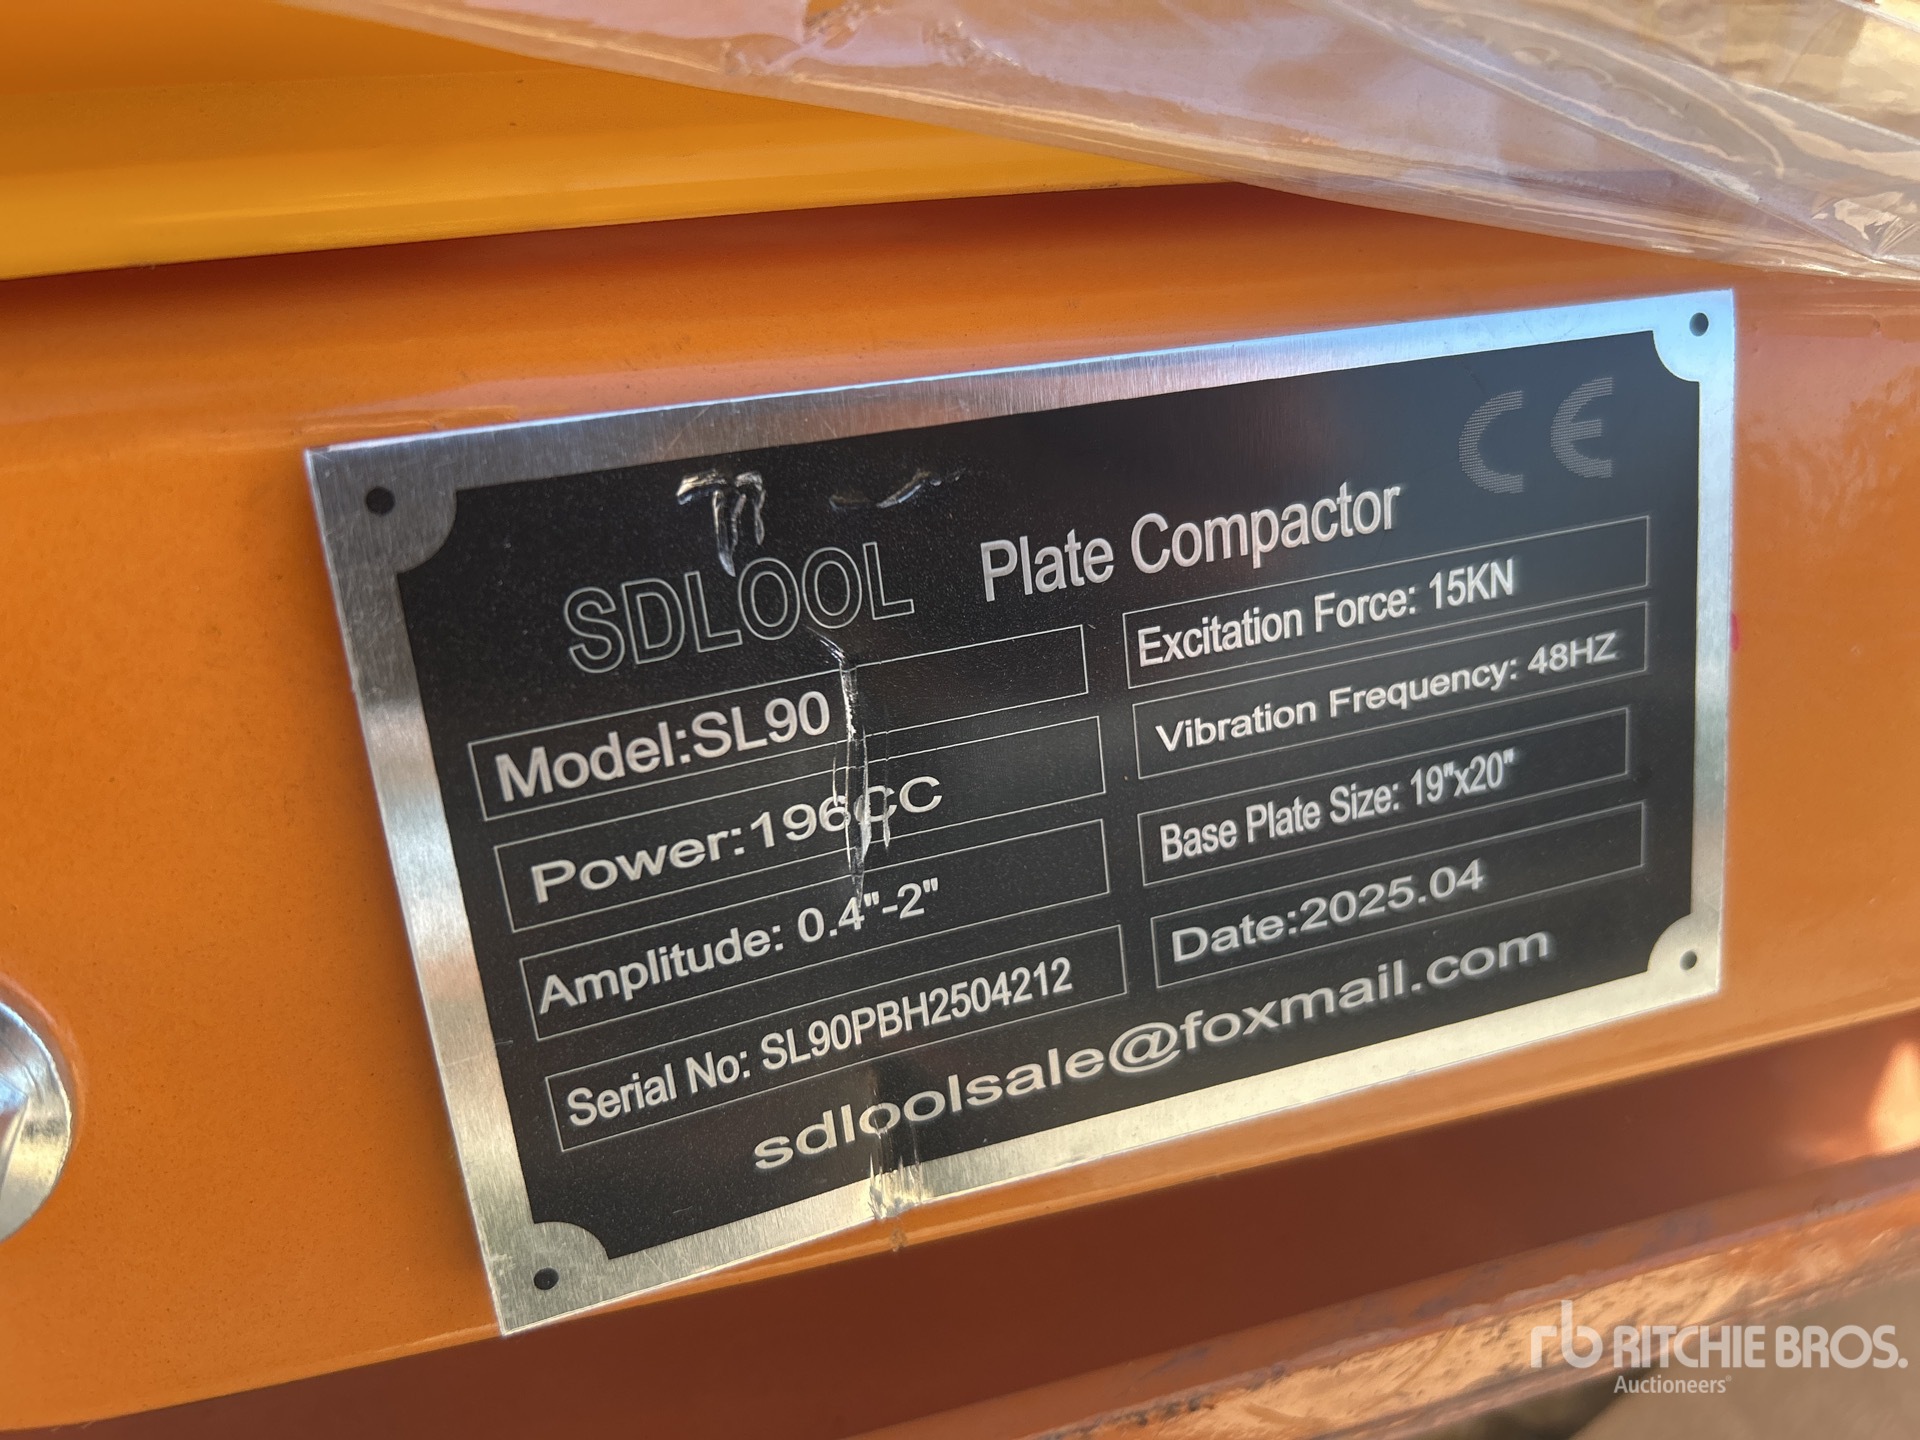 CE
SDLOOL Plate Compactor
Model:SL90
Power:196CC
Amplitude: 0.4"-2"
Serial No: SL90PBH2504212
Excitation Force: 15KN
Vibration Frequency: 48HZ
Base Plate Size: 19"x20"
Date:2025.04
sdloolsale@foxmail.com
rb RITCHIE BROS.
Auctioneers